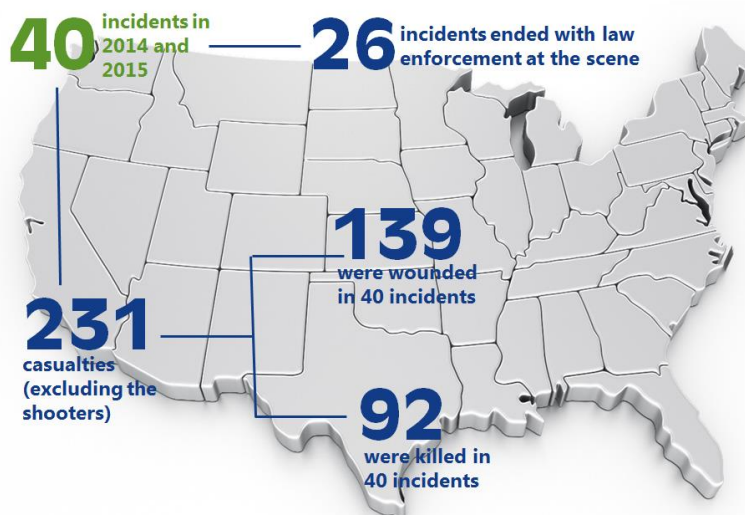 40
incidents in
2014 and
2015
26
incidents ended with law
enforcement at the scene
139
were wounded
in 40 incidents
231
casualties
(excluding the
shooters)
92
were killed in
40 incidents